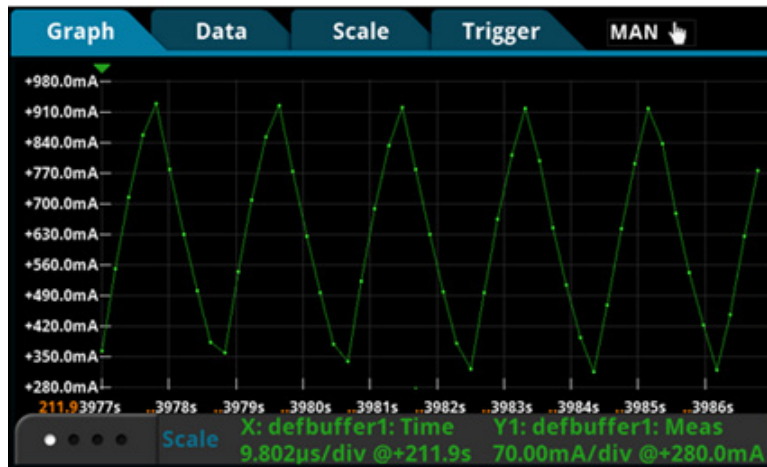 Graph Data Scale Trigger MAN
+980.0mA
+910.0mA
+840.0mA
+770.0mA
+700.0mA
+630.0mA
+560.0mA
+490.0mA
+420.0mA
+350.0mA
+280.0mA
211.93977s ..3978s ..3979s ..3980s ..3981s ..3982s ..3983s ..3984s ..3985s ..3986s
Scale
X: defbuffer1: Time Y1: defbuffer1: Meas
9.802µs/div @+211.9s 70.00mA/div @+280.0mA